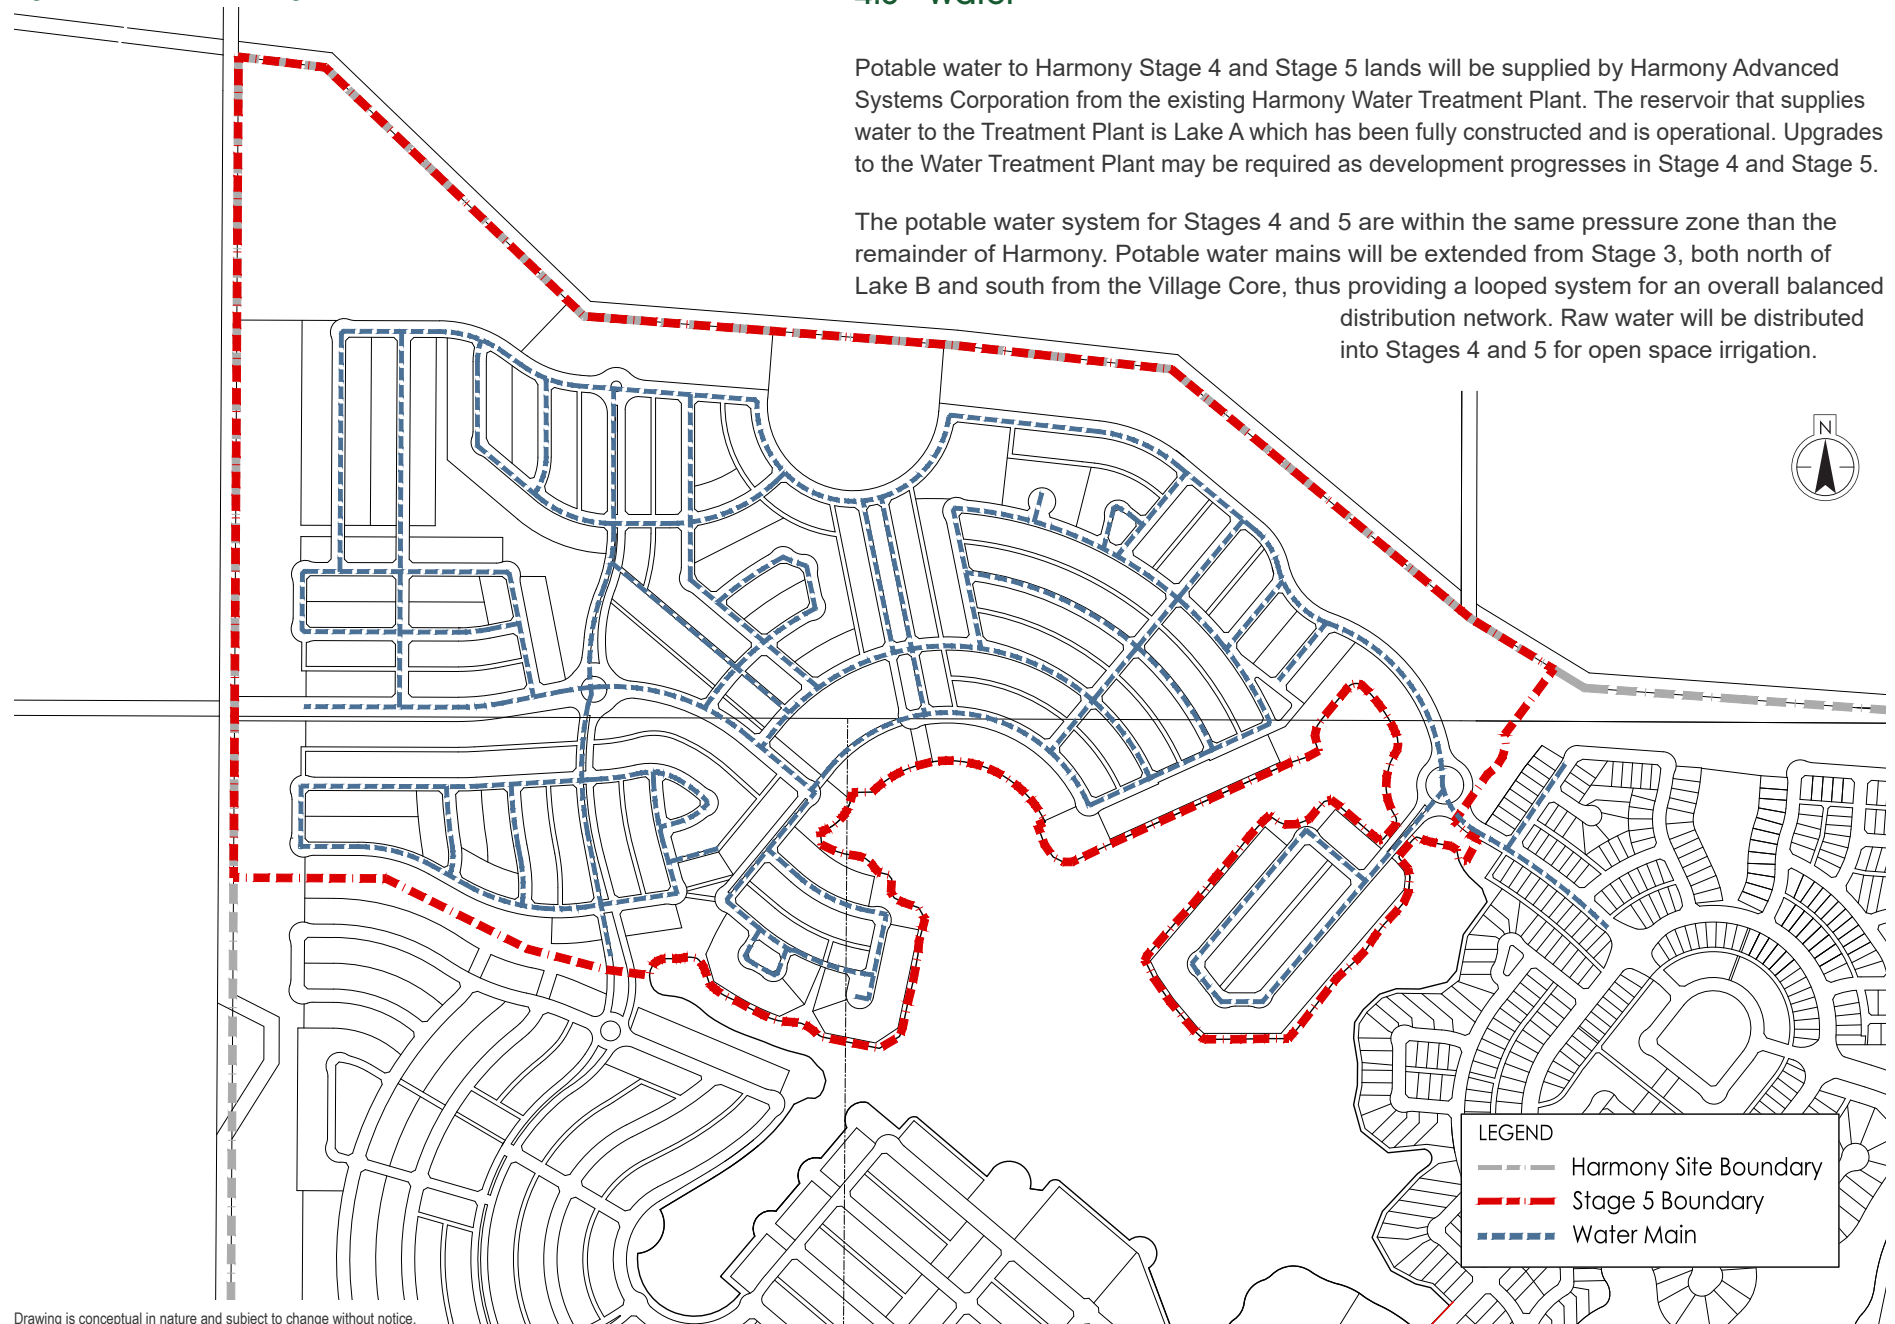 Potable water to Harmony Stage 4 and Stage 5 lands will be supplied by Harmony Advanced
Systems Corporation from the existing Harmony Water Treatment Plant. The reservoir that supplies
water to the Treatment Plant is Lake A which has been fully constructed and is operational. Upgrades
to the Water Treatment Plant may be required as development progresses in Stage 4 and Stage 5.
The potable water system for Stages 4 and 5 are within the same pressure zone than the
remainder of Harmony. Potable water mains will be extended from Stage 3, both north of
Lake B and south from the Village Core, thus providing a looped system for an overall balanced
distribution network. Raw water will be distributed
into Stages 4 and 5 for open space irrigation.
N
LEGEND
Harmony Site Boundary
Stage 5 Boundary
Water Main
Drawing is conceptual in nature and subject to change without notice.